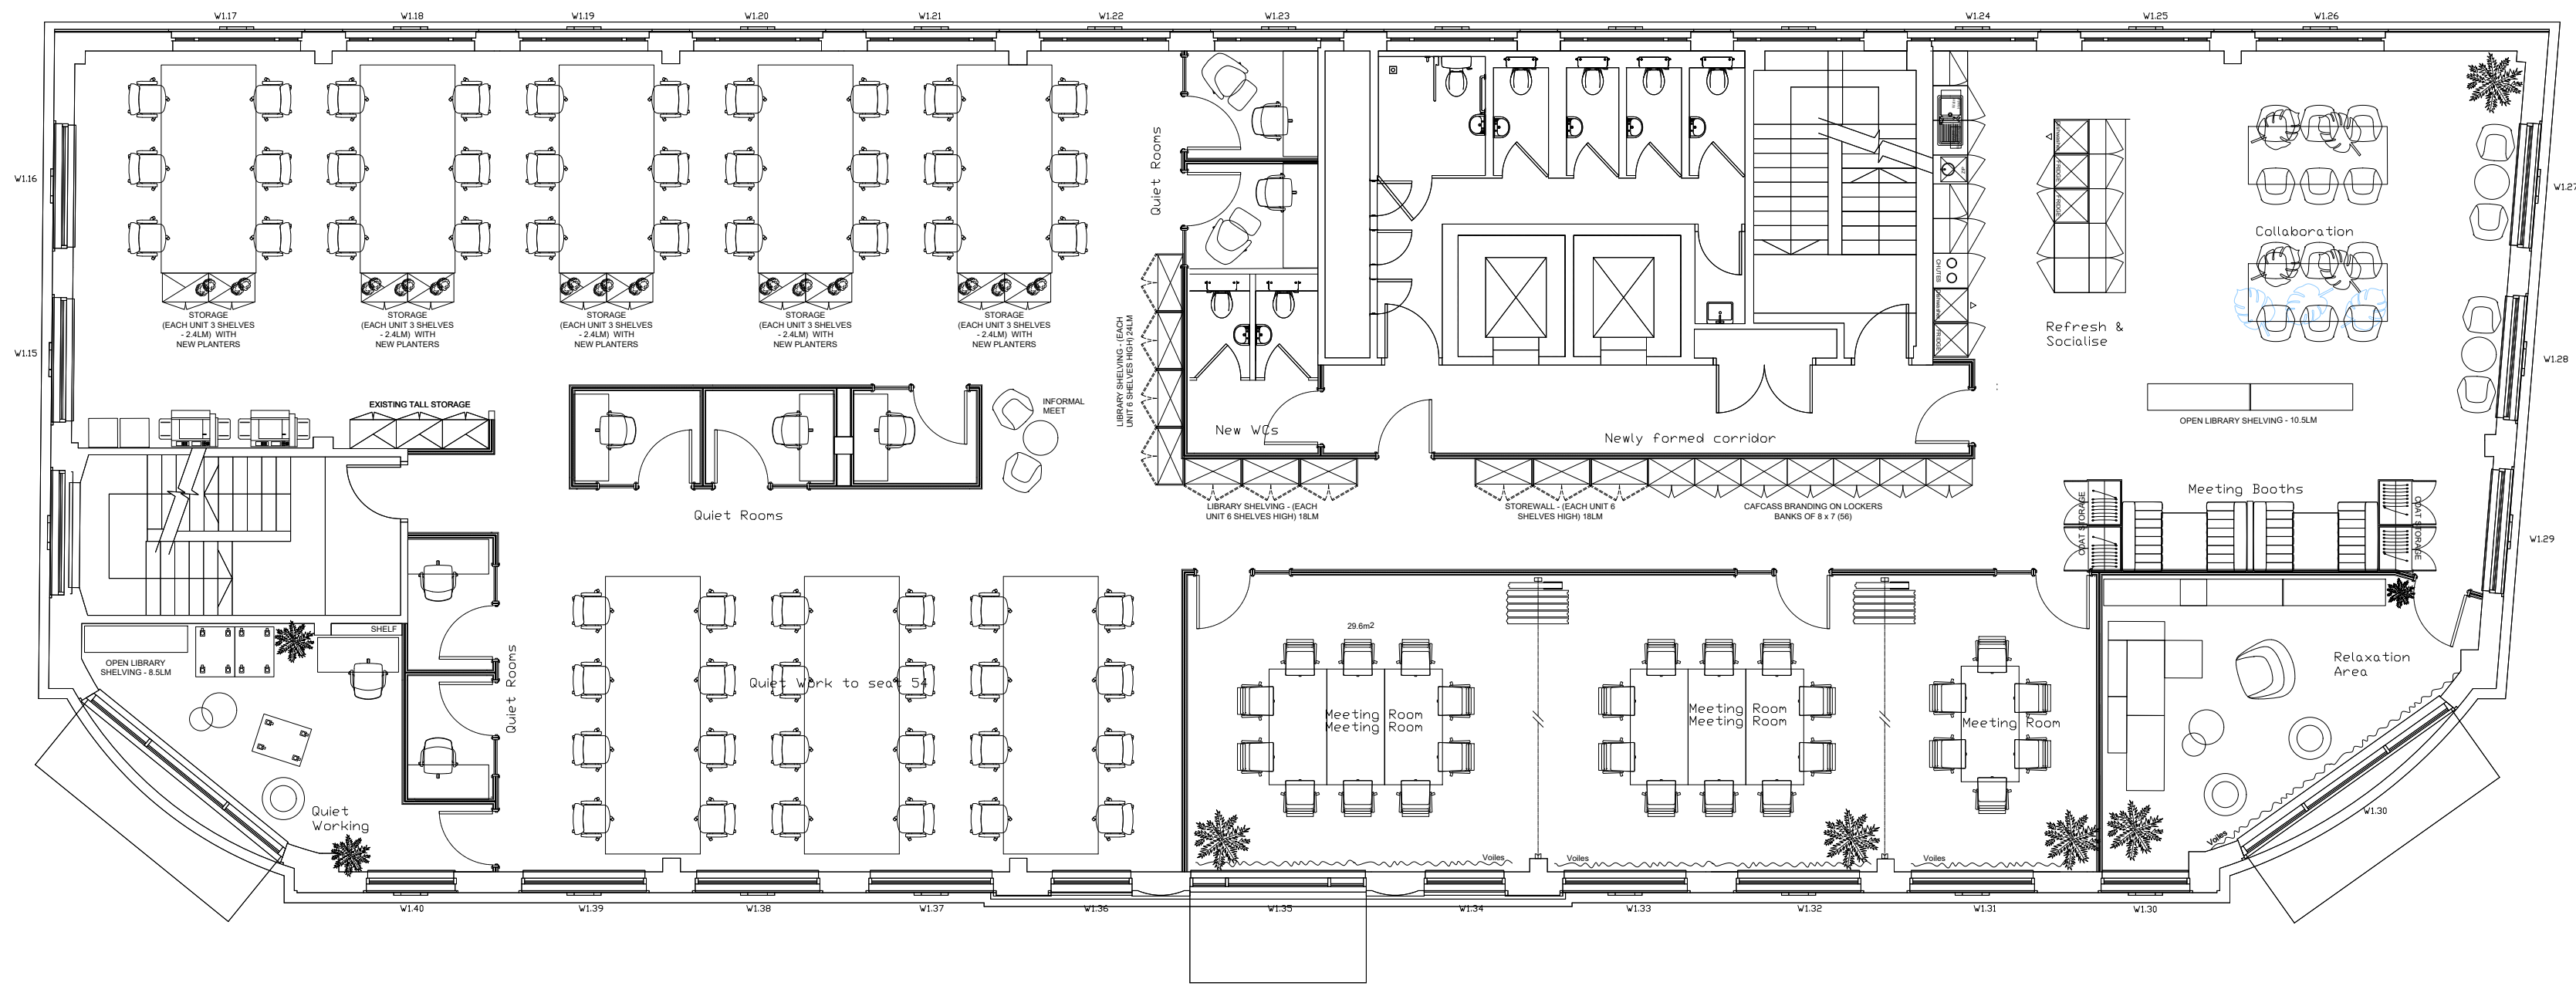 W1.17
W1.18
W1.19
W1.20
W1.21
W1.22
W1.23
W1.24
W1.25
W1.26
W1.16
W1.15
W1.27
W1.28
W1.29
Quiet Rooms
STORAGE
(EACH UNIT 3 SHELVES
- 2.4LM) WITH
NEW PLANTERS
STORAGE
(EACH UNIT 3 SHELVES
- 2.4LM) WITH
NEW PLANTERS
STORAGE
(EACH UNIT 3 SHELVES
- 2.4LM) WITH
NEW PLANTERS
STORAGE
(EACH UNIT 3 SHELVES
- 2.4LM) WITH
NEW PLANTERS
STORAGE
(EACH UNIT 3 SHELVES
- 2.4LM) WITH
NEW PLANTERS
LIBRARY SHELVING - (EACH
UNIT 6 SHELVES HIGH) 24LM
CHUTES
FRIDGE
FRIDGE
FRIDGE
Collaboration
Refresh &
Socialise
EXISTING TALL STORAGE
INFORMAL
MEET
New WCs
Newly formed corridor
OPEN LIBRARY SHELVING - 10.5LM
Quiet Rooms
LIBRARY SHELVING - (EACH
UNIT 6 SHELVES HIGH) 18LM
STOREWALL - (EACH UNIT 6
SHELVES HIGH) 18LM
CAFCASS BRANDING ON LOCKERS
BANKS OF 8 x 7 (56)
Meeting Booths
COAT STORAGE
COAT STORAGE
SHELF
OPEN LIBRARY
SHELVING - 8.5LM
Quiet Rooms
Quiet Work to seat 54
29.6m2
Meeting Room
Meeting Room
Meeting Room
Meeting Room
Meeting Room
Relaxation
Area
Quiet
Working
Voiles
Voiles
Voiles
Voiles
W1.30
W1.40
W1.39
W1.38
W1.37
W1.36
W1.35
W1.34
W1.33
W1.32
W1.31
W1.30